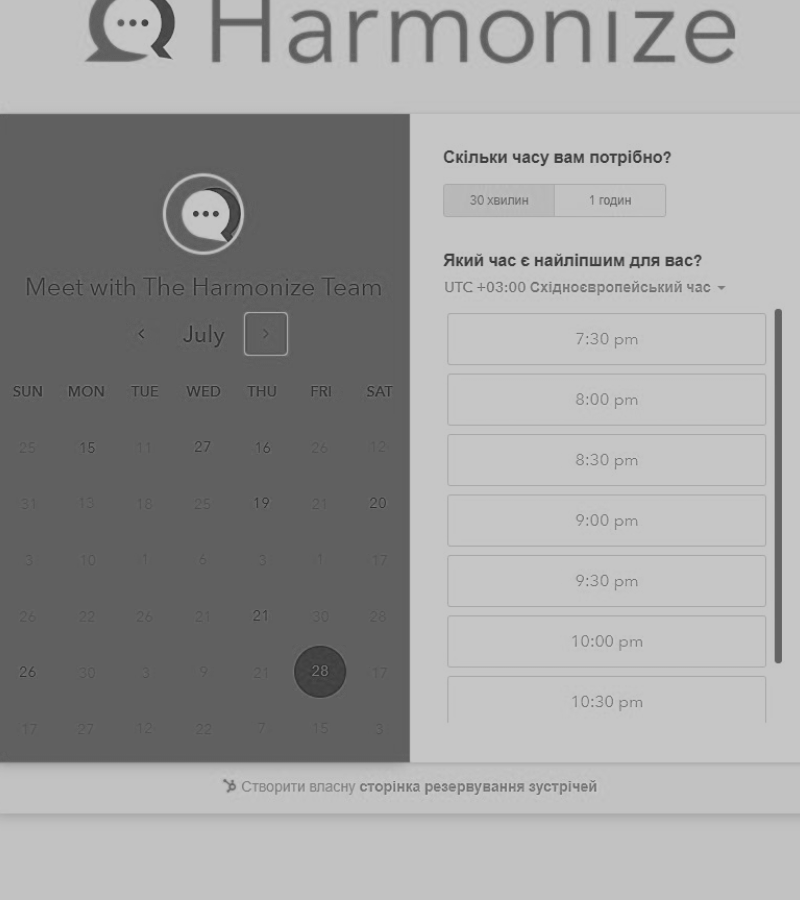 Harmonize
Meet with The Harmonize Team
July
SUN MON TUE WED THU FRI SAT
25 15 11 27 16 26 12
31 13 18 25 19 21 20
3 10 1 6 3 1 17
26 22 26 21 21 30 28
26 30 3 9 21 28 17
17 27 12 22 7 15 3
Скільки часу вам потрібно?
30 хвилин 1 годин
Який час є найліпшим для вас?
UTC +03:00 Східноєвропейський час
7:30 pm
8:00 pm
8:30 pm
9:00 pm
9:30 pm
10:00 pm
10:30 pm
Створити власну сторінка резервування зустрічей